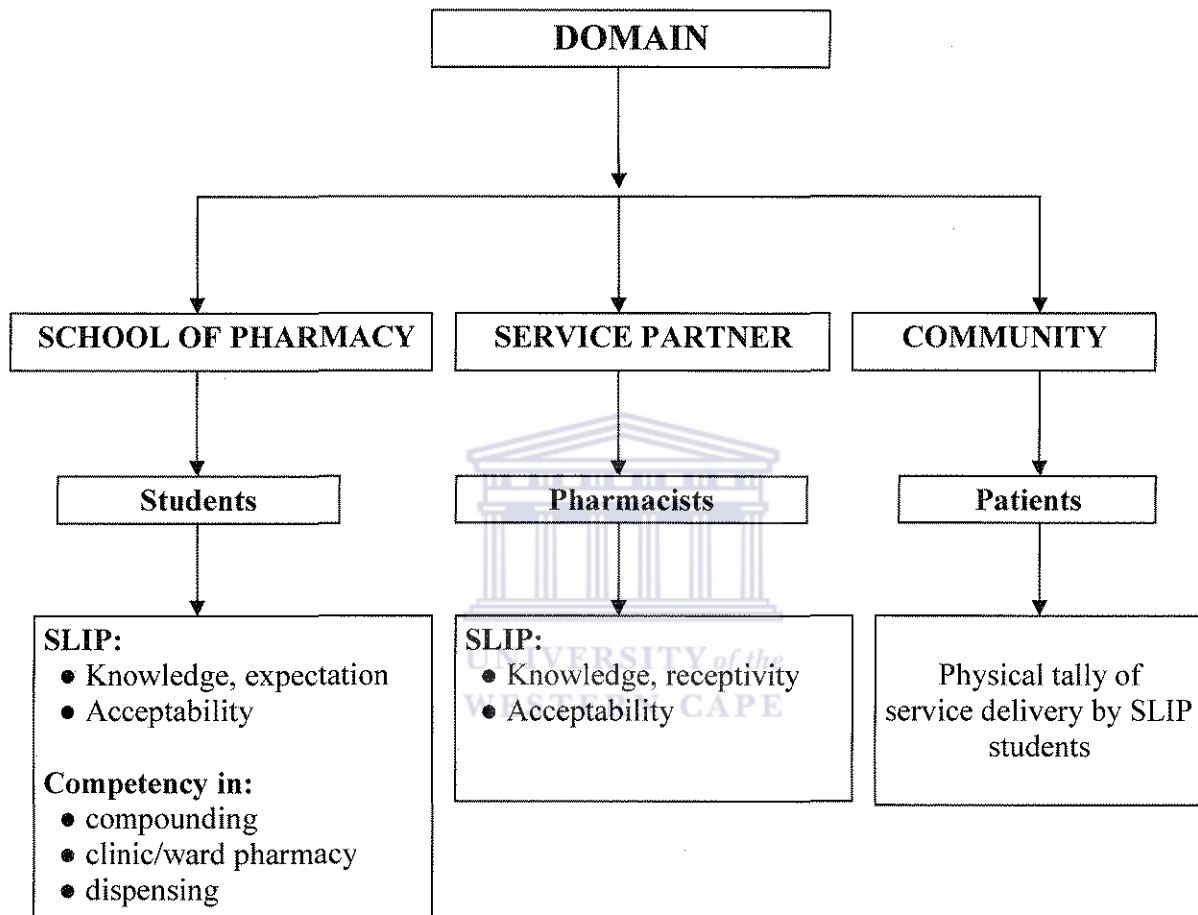 DOMAIN
SCHOOL OF PHARMACY
SERVICE PARTNER
COMMUNITY
Students
Pharmacists
Patients
SLIP:
● Knowledge, expectation
● Acceptability
Competency in:
● compounding
● clinic/ward pharmacy
● dispensing
SLIP:
● Knowledge, receptivity
● Acceptability
Physical tally of
service delivery by SLIP
students
UNIVERSITY of the
WESTERN CAPE